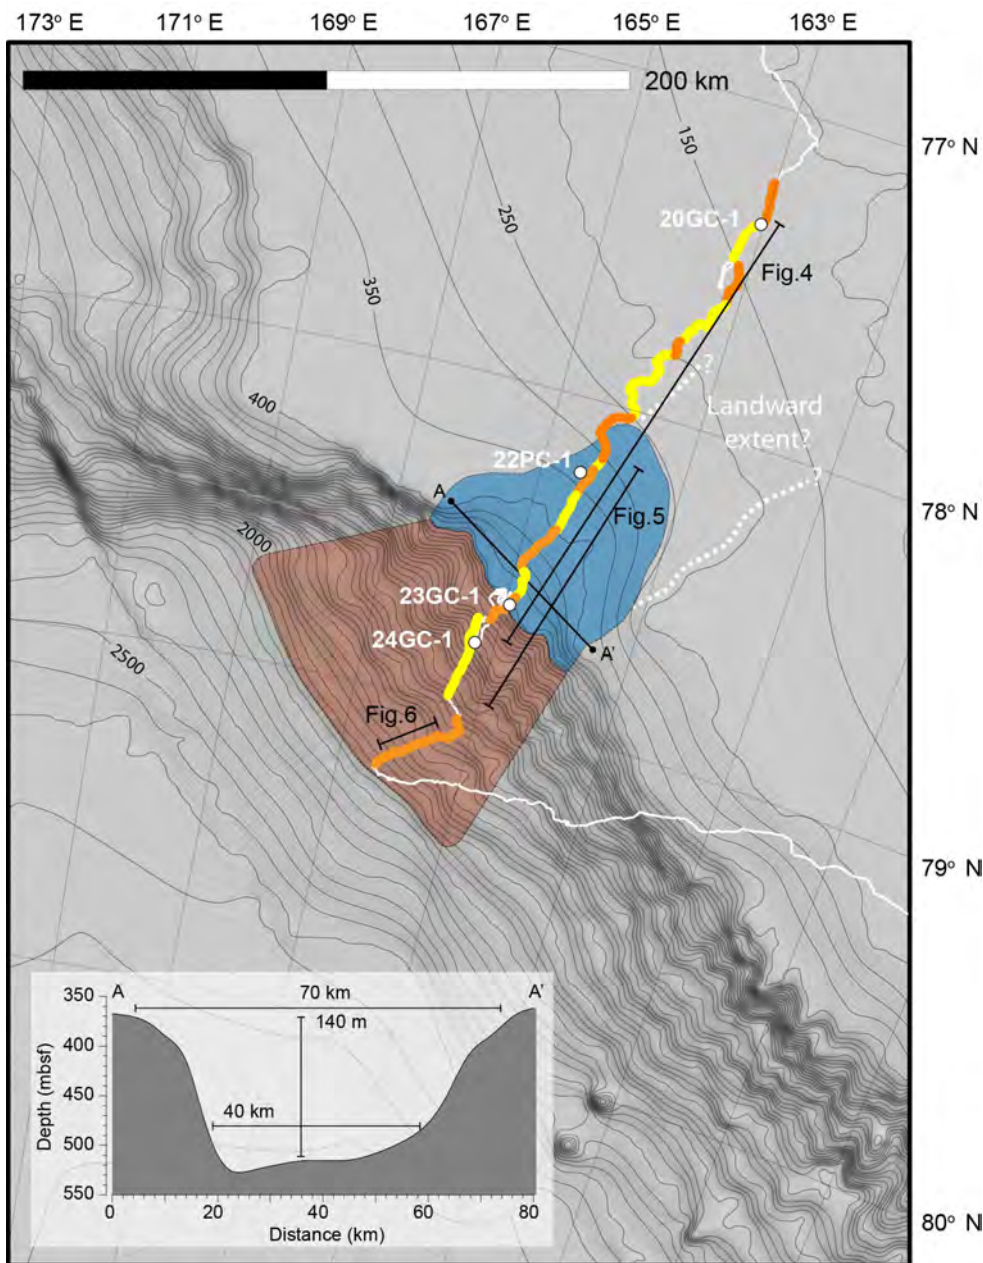 173° E 171° E 169° E 167° E 165° E 163° E
200 km
77° N
150
20GC-1
250
Fig.4
350
?
Landward
extent?
400
22PC-1
?
A
78° N
Fig.5
2000
23GC-1
24GC-1
A'
2500
Fig.6
79° N
A 70 km A'
350
140 m
400
Depth (mbsf)
450
40 km
500
550
0 20 40 60 80
Distance (km)
80° N